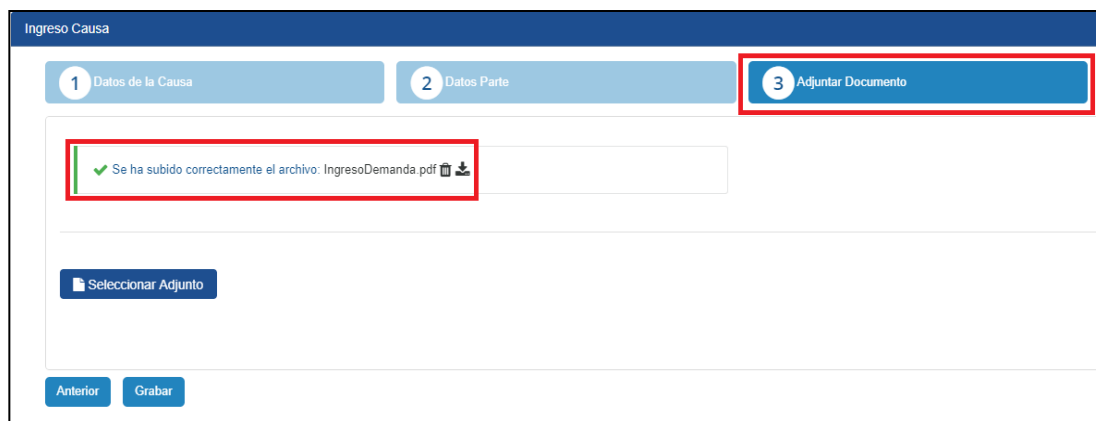 Ingreso Causa
1 Datos de la Causa
2 Datos Parte
3 Adjuntar Documento
Se ha subido correctamente el archivo: IngresoDemanda.pdf
Seleccionar Adjunto
Anterior
Grabar